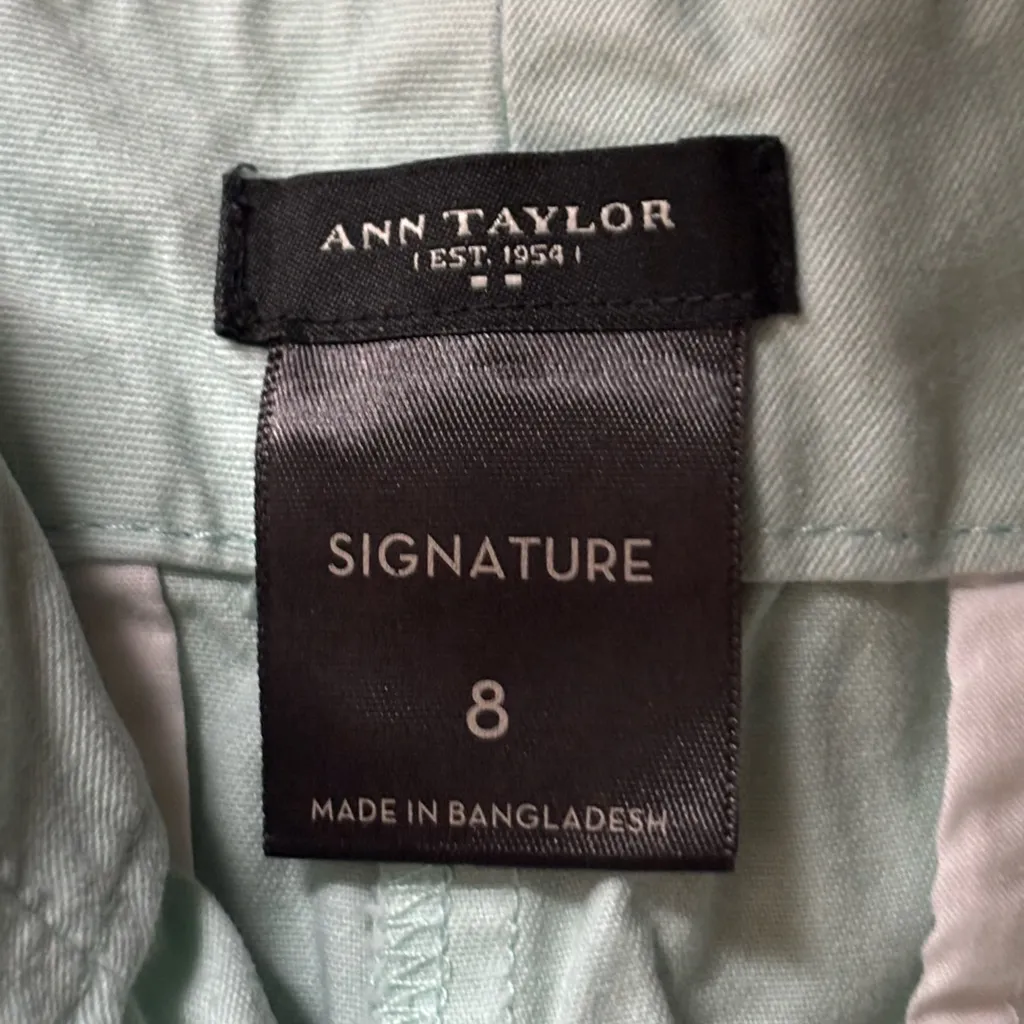 ANN TAYLOR
EST. 1954
SIGNATURE
8
MADE IN BANGLADESH